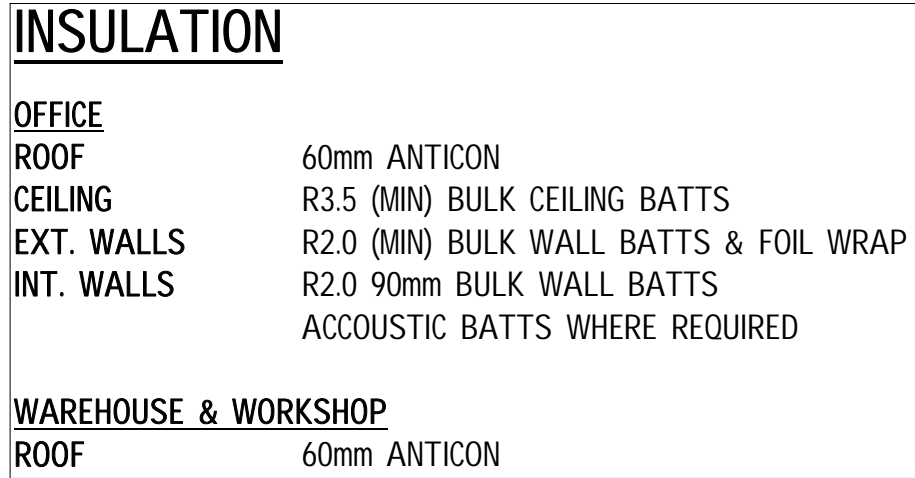 INSULATION
OFFICE
ROOF 60mm ANTICON
CEILING R3.5 (MIN) BULK CEILING BATTS
EXT. WALLS R2.0 (MIN) BULK WALL BATTS & FOIL WRAP
INT. WALLS R2.0 90mm BULK WALL BATTS
ACCOUSTIC BATTS WHERE REQUIRED
WAREHOUSE & WORKSHOP
ROOF 60mm ANTICON